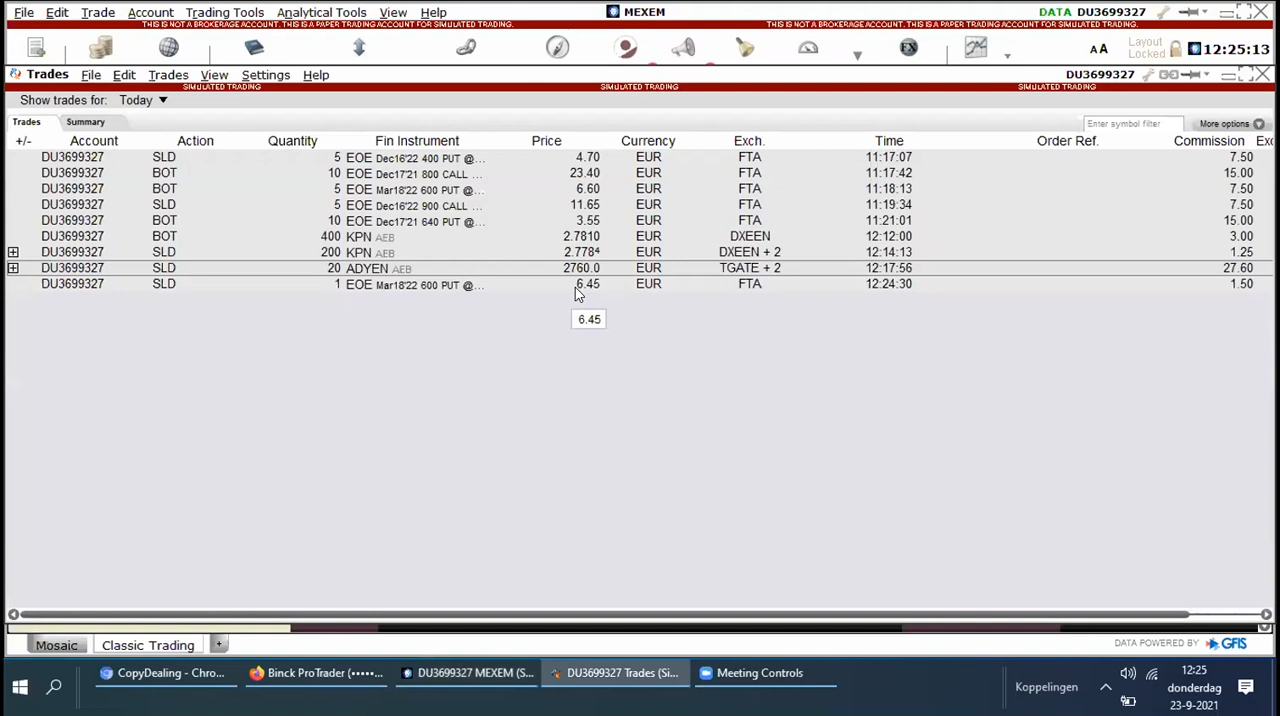 File Edit Trade Account Trading Tools Analytical Tools View Help MEXEM DATA DU3699327
THIS IS NOT A BROKERAGE ACCOUNT. THIS IS A PAPER TRADING ACCOUNT FOR SIMULATED TRADING. THIS IS NOT A BROKERAGE ACCOUNT. THIS IS A PAPER TRADING ACCOUNT FOR SIMULATED TRADING.
EX A A Layout Locked 12:25:13
Trades File Edit Trades View Settings Help DU3699327
SIMULATED TRADING SIMULATED TRADING SIMULATED TRADING
Show trades for: Today
Trades Summary Enter symbol filter More options
+/- Account Action Quantity Fin Instrument Price Currency Exch. Time Order Ref. Commission Exc
DU3699327 SLD 5 EOE Dec16'22 400 PUT @... 4.70 EUR FTA 11:17:07 7.50
DU3699327 BOT 10 EOE Dec17'21 800 CALL ... 23.40 EUR FTA 11:17:42 15.00
DU3699327 BOT 5 EOE Mar18'22 600 PUT @... 6.60 EUR FTA 11:18:13 7.50
DU3699327 SLD 5 EOE Dec16'22 900 CALL ... 11.65 EUR FTA 11:19:34 7.50
DU3699327 BOT 10 EOE Dec17'21 640 PUT @... 3.55 EUR FTA 11:21:01 15.00
DU3699327 BOT 400 KPN AEB 2.7810 EUR DXEEN 12:12:00 3.00
DU3699327 SLD 200 KPN AEB 2.778⁴ EUR DXEEN + 2 12:14:13 1.25
DU3699327 SLD 20 ADYEN AEB 2760.0 EUR TGATE + 2 12:17:56 27.60
DU3699327 SLD 1 EOE Mar18'22 600 PUT @... 6.45 EUR FTA 12:24:30 1.50
6.45
Mosaic Classic Trading + DATA POWERED BY GFIS
CopyDealing - Chro... Binck ProTrader (•••••... DU3699327 MEXEM (S... DU3699327 Trades (Si... Meeting Controls Koppelingen
12:25
donderdag
23-9-2021